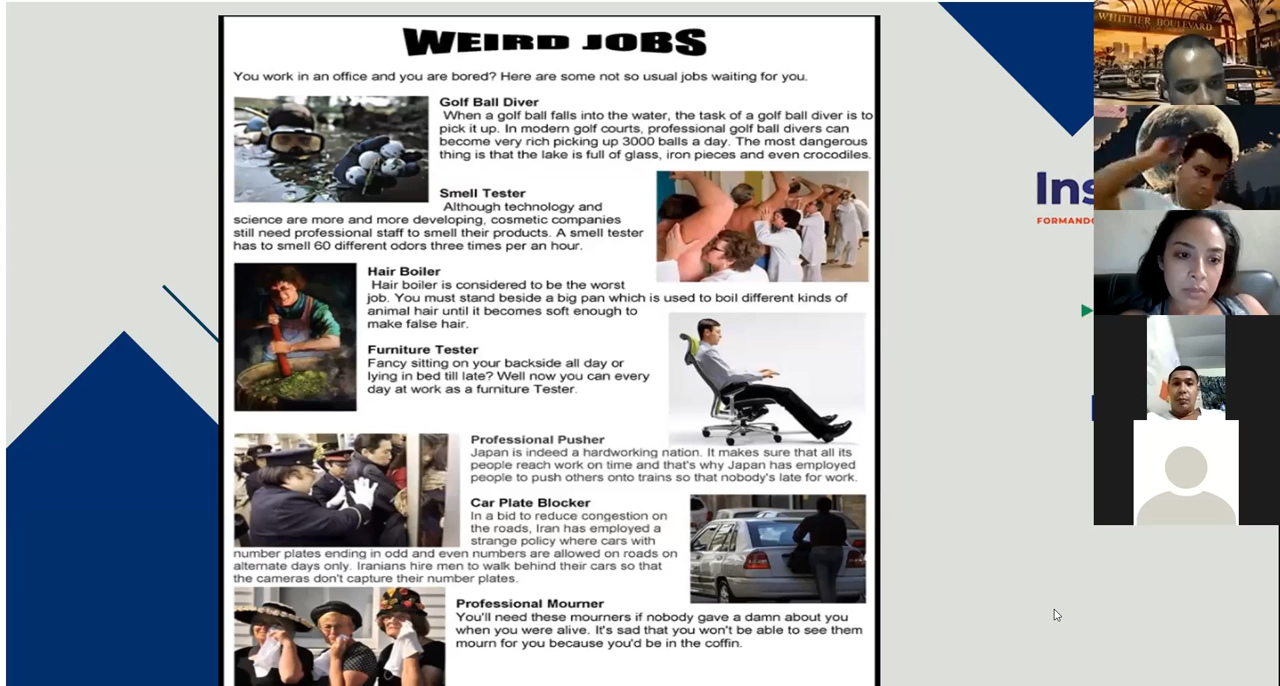 WEIRD JOBS
You work in an office and you are bored? Here are some not so usual jobs waiting for you.
Golf Ball Diver
When a golf ball falls into the water, the task of a golf ball diver is to
pick it up. In modern golf courts, professional golf ball divers can
become very rich picking up 3000 balls a day. The most dangerous
thing is that the lake is full of glass, iron pieces and even crocodiles.
Smell Tester
Although technology and
science are more and more developing, cosmetic companies
still need professional staff to smell their products. A smell tester
has to smell 60 different odors three times per an hour.
Hair Boiler
Hair boiler is considered to be the worst
job. You must stand beside a big pan which is used to boil different kinds of
animal hair until it becomes soft enough to
make false hair.
Furniture Tester
Fancy sitting on your backside all day or
lying in bed till late? Well now you can every
day at work as a furniture Tester.
Professional Pusher
Japan is indeed a hardworking nation. It makes sure that all its
people reach work on time and that's why Japan has employed
people to push others onto trains so that nobody's late for work.
Car Plate Blocker
In a bid to reduce congestion on
the roads, Iran has employed a
strange policy where cars with
number plates ending in odd and even numbers are allowed on roads on
alternate days only. Iranians hire men to walk behind their cars so that
the cameras don't capture their number plates.
Professional Mourner
You'll need these mourners if nobody gave a damn about you
when you were alive. It's sad that you won't be able to see them
mourn for you because you'd be in the coffin.
WHITTIER BOULEVARD
Ins
FORMANDO